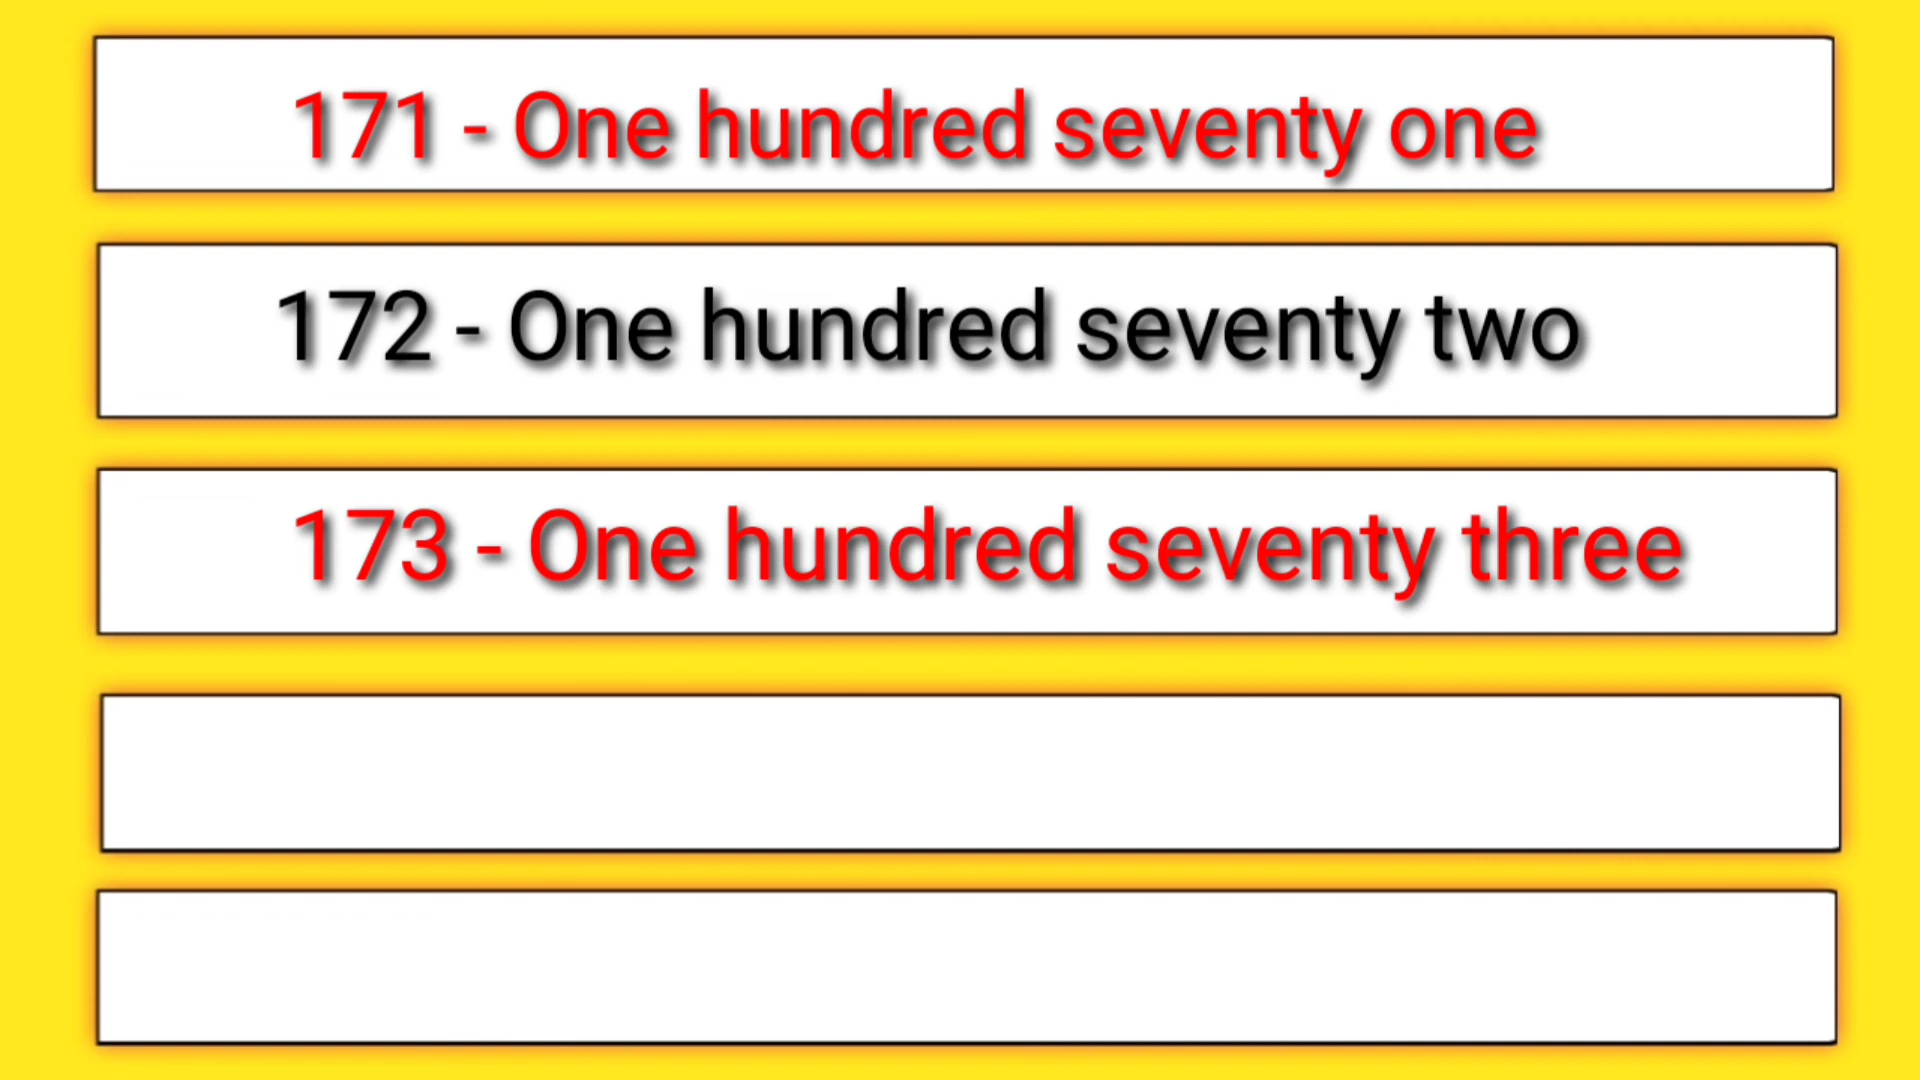 171 - One hundred seventy one
172 - One hundred seventy two
173 - One hundred seventy three